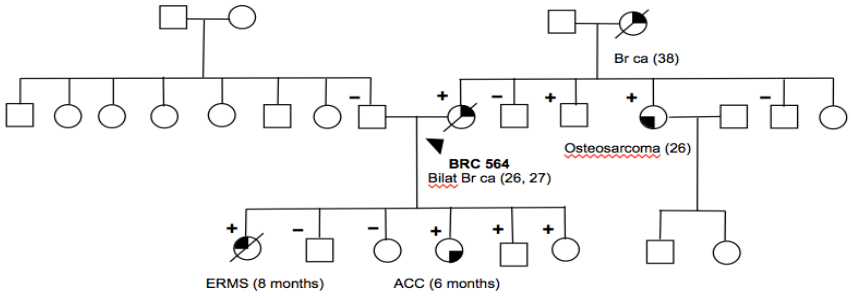 Br ca (38)
− + − + + −
Osteosarcoma (26)
BRC 564
Bilat Br ca (26, 27)
+ − − + + +
ERMS (8 months) ACC (6 months)